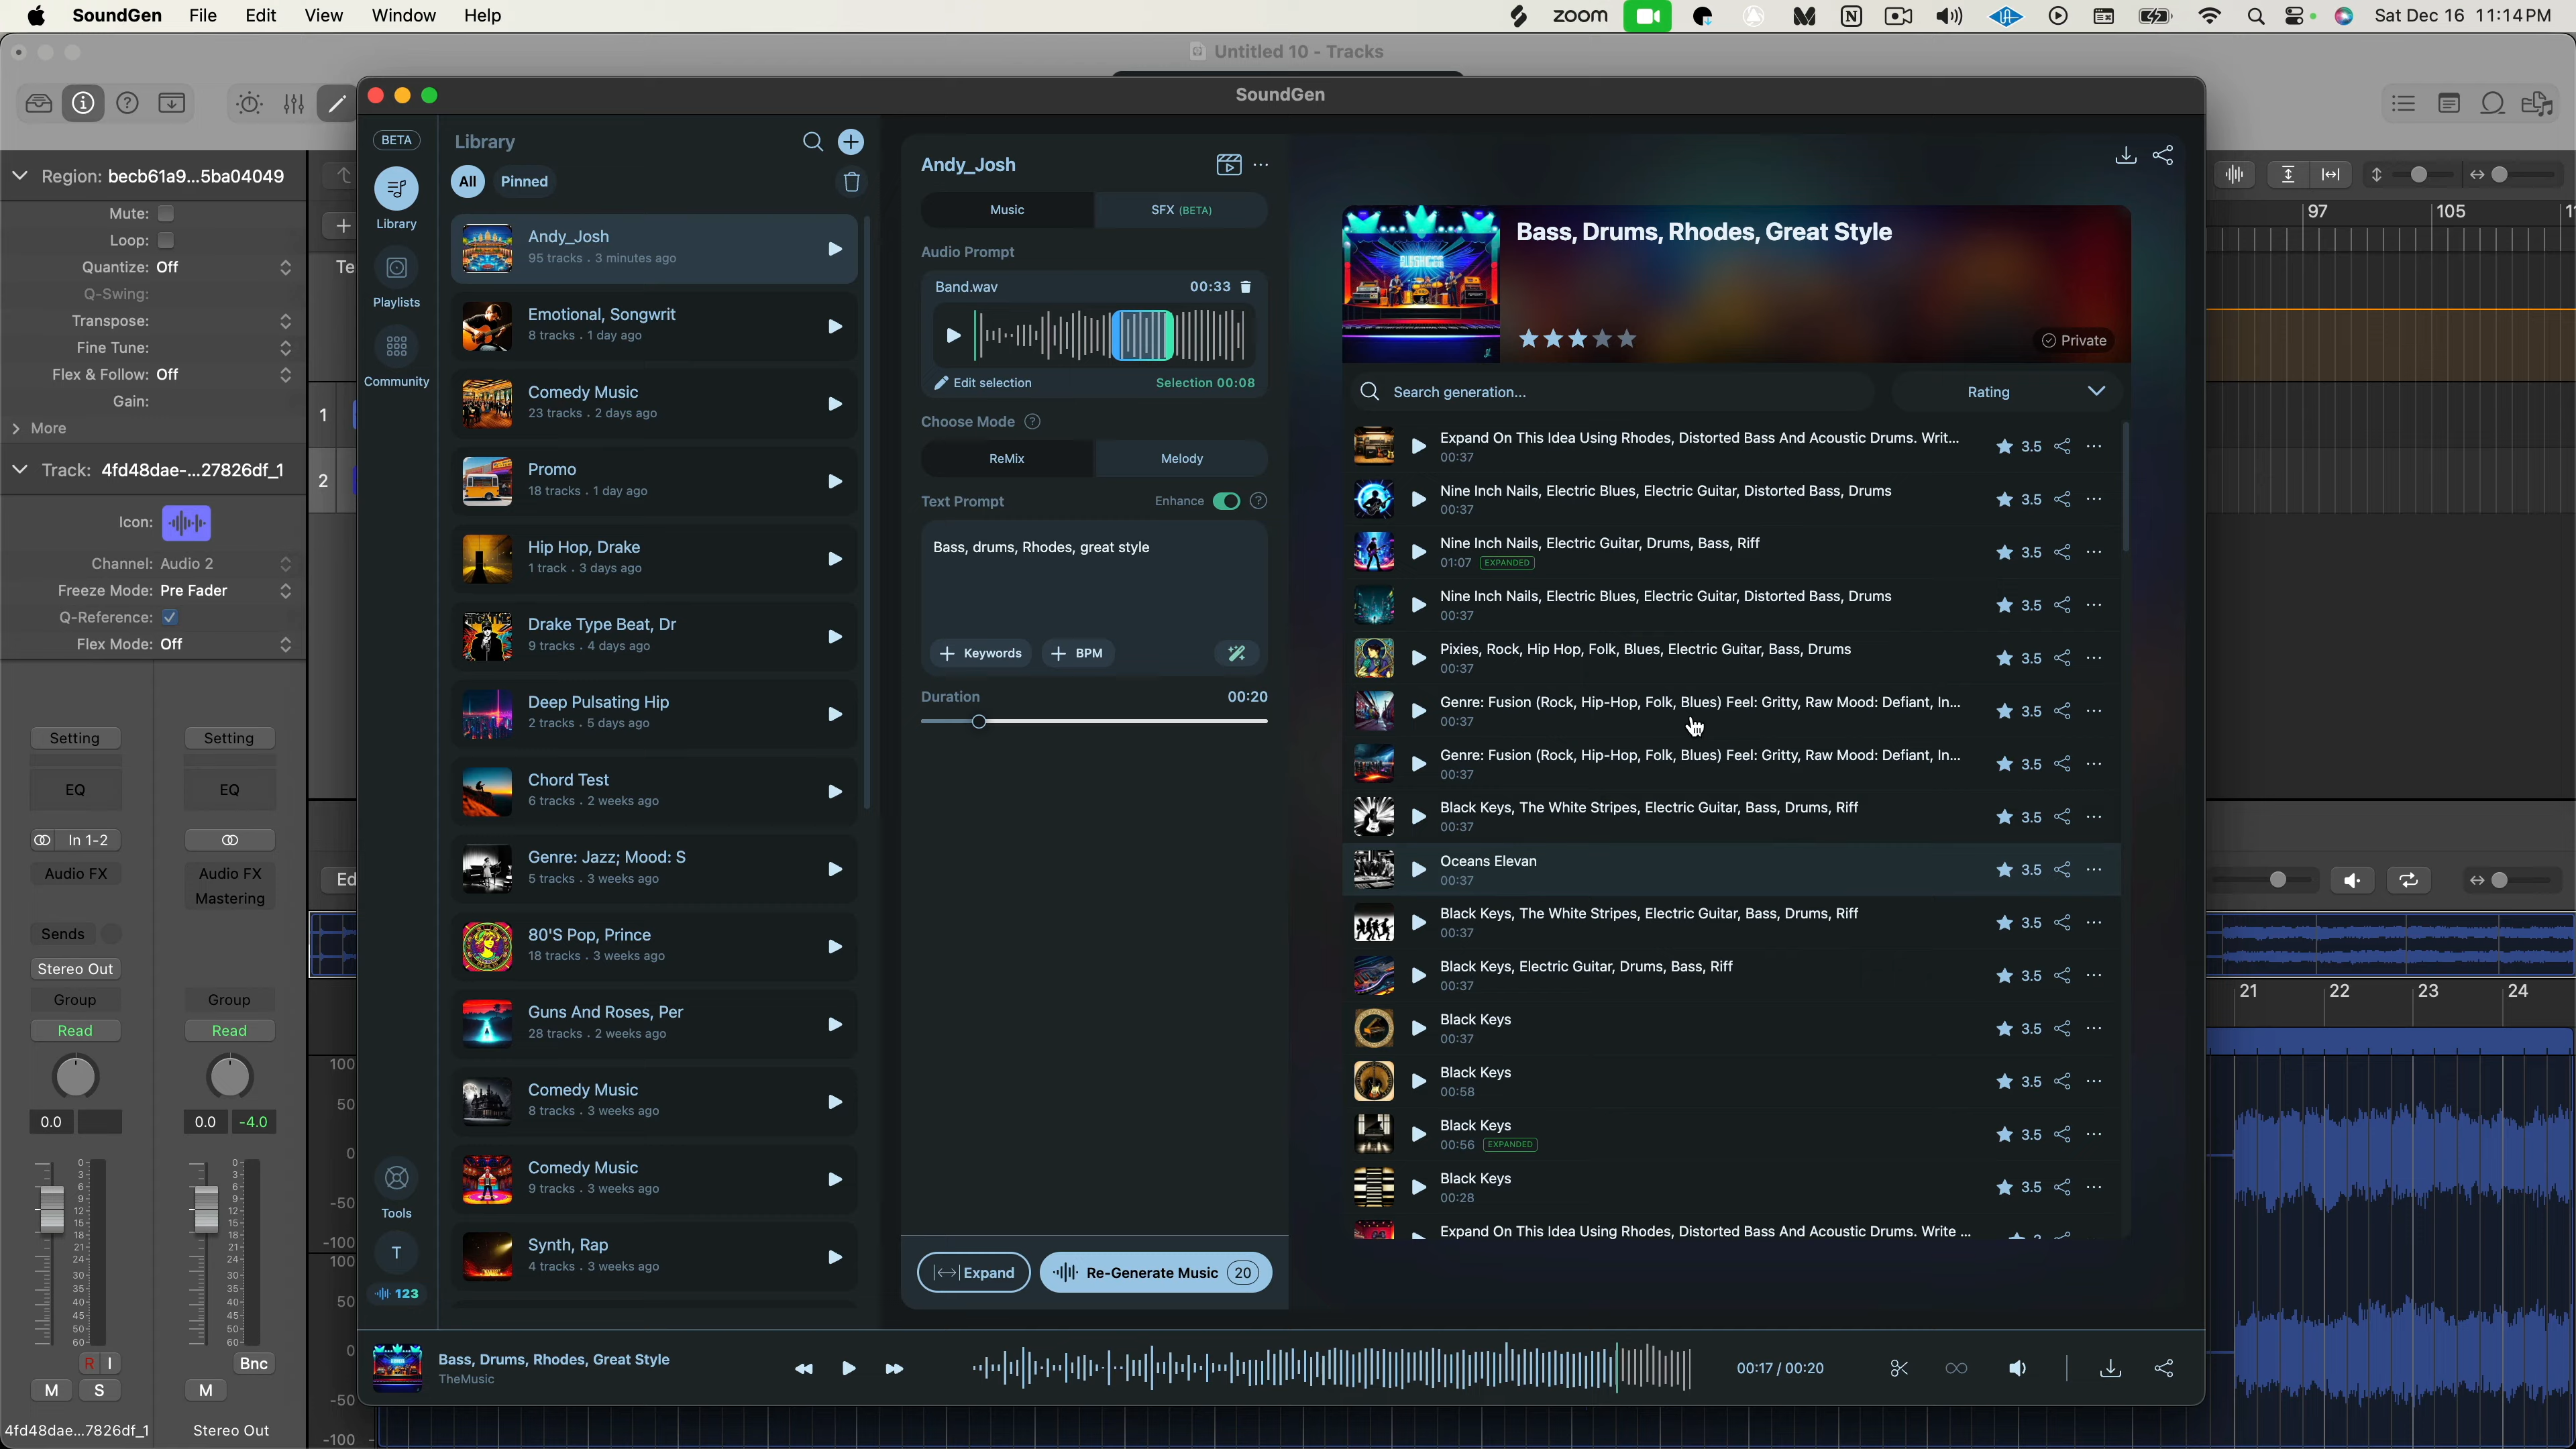 SoundGen File Edit View Window Help
zoom
Sat Dec 16 11:14PM
Untitled 10 - Tracks
SoundGen
Region: becb61a9...5ba04049
Mute:
Loop:
Quantize: Off
Q-Swing:
Transpose:
Fine Tune:
Flex & Follow: Off
Gain:
More
Track: 4fd48dae-...27826df_1
Icon:
Channel: Audio 2
Freeze Mode: Pre Fader
Q-Reference:
Flex Mode: Off
Setting Setting
EQ EQ
In 1-2
Audio FX Audio FX
Mastering
Sends
Stereo Out
Group Group
Read Read
0.0 0.0 -4.0
R I Bnc
M S M
4fd48dae...7826df_1 Stereo Out
Te
1
2
Ed
100
50
0
-50
-100
100
50
0
-50
-100
BETA
Library
Playlists
Community
Tools
T
123
Library
All Pinned
Andy_Josh
95 tracks . 3 minutes ago
Emotional, Songwrit
8 tracks . 1 day ago
Comedy Music
23 tracks . 2 days ago
Promo
18 tracks . 1 day ago
Hip Hop, Drake
1 track . 3 days ago
Drake Type Beat, Dr
9 tracks . 4 days ago
Deep Pulsating Hip
2 tracks . 5 days ago
Chord Test
6 tracks . 2 weeks ago
Genre: Jazz; Mood: S
5 tracks . 3 weeks ago
80'S Pop, Prince
18 tracks . 3 weeks ago
Guns And Roses, Per
28 tracks . 2 weeks ago
Comedy Music
8 tracks . 3 weeks ago
Comedy Music
9 tracks . 3 weeks ago
Synth, Rap
4 tracks . 3 weeks ago
Andy_Josh
Music SFX (BETA)
Audio Prompt
Band.wav 00:33
Edit selection Selection 00:08
Choose Mode
ReMix Melody
Text Prompt Enhance
Bass, drums, Rhodes, great style
Keywords BPM
Duration 00:20
Expand Re-Generate Music 20
Bass, Drums, Rhodes, Great Style
Private
Search generation... Rating
Expand On This Idea Using Rhodes, Distorted Bass And Acoustic Drums. Writ... 3.5
00:37
Nine Inch Nails, Electric Blues, Electric Guitar, Distorted Bass, Drums 3.5
00:37
Nine Inch Nails, Electric Guitar, Drums, Bass, Riff 3.5
01:07 EXPANDED
Nine Inch Nails, Electric Blues, Electric Guitar, Distorted Bass, Drums 3.5
00:37
Pixies, Rock, Hip Hop, Folk, Blues, Electric Guitar, Bass, Drums 3.5
00:37
Genre: Fusion (Rock, Hip-Hop, Folk, Blues) Feel: Gritty, Raw Mood: Defiant, In... 3.5
00:37
Genre: Fusion (Rock, Hip-Hop, Folk, Blues) Feel: Gritty, Raw Mood: Defiant, In... 3.5
00:37
Black Keys, The White Stripes, Electric Guitar, Bass, Drums, Riff 3.5
00:37
Oceans Elevan 3.5
00:37
Black Keys, The White Stripes, Electric Guitar, Bass, Drums, Riff 3.5
00:37
Black Keys, Electric Guitar, Drums, Bass, Riff 3.5
00:37
Black Keys 3.5
00:37
Black Keys 3.5
00:58
Black Keys 3.5
00:56 EXPANDED
Black Keys 3.5
00:28
Expand On This Idea Using Rhodes, Distorted Bass And Acoustic Drums. Write ...
Bass, Drums, Rhodes, Great Style
TheMusic
00:17 / 00:20
97 105
21 22 23 24